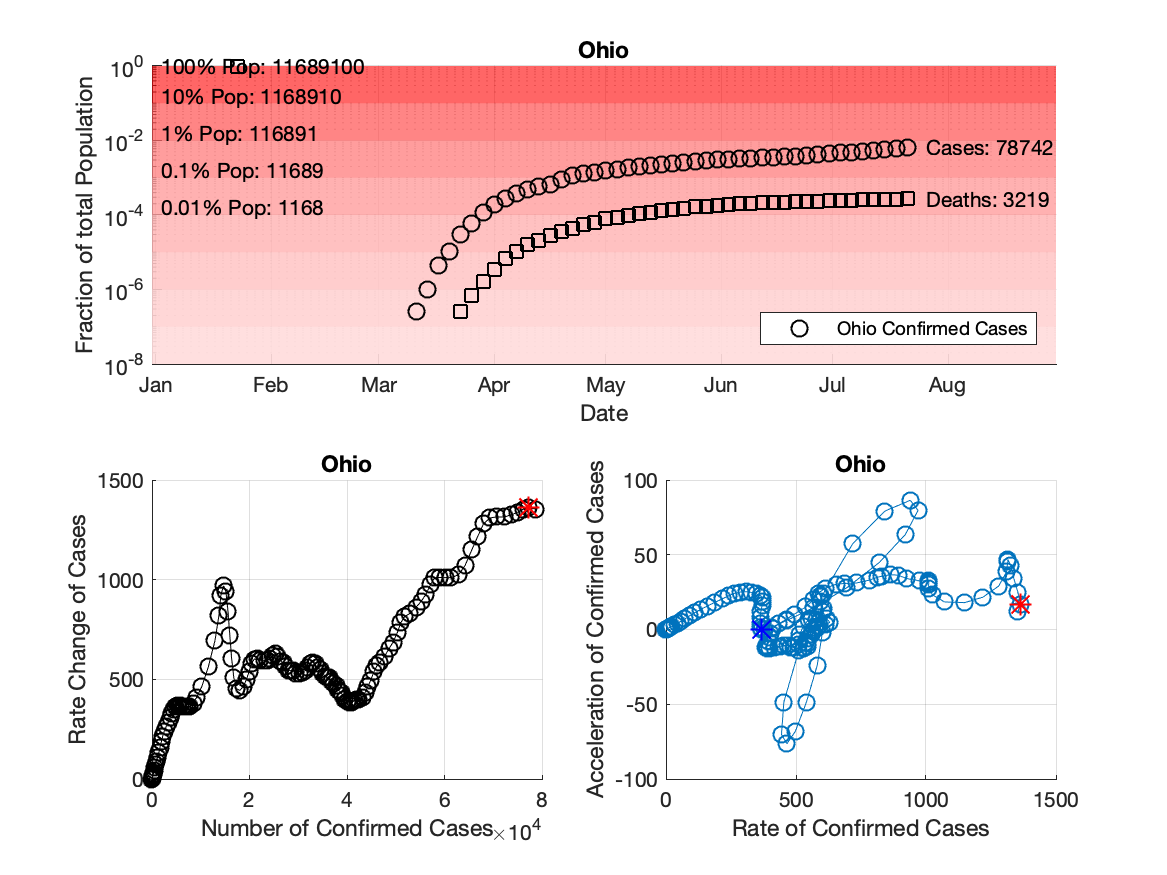 Ohio
10^0
10^-2
10^-4
10^-6
10^-8
Fraction of total Population
100% Pop: 11689100
10% Pop: 1168910
1% Pop: 116891
0.1% Pop: 11689
0.01% Pop: 1168
Cases: 78742
Deaths: 3219
Ohio Confirmed Cases
Jan Feb Mar Apr May Jun Jul Aug
Date
Ohio
1500
1000
500
0
Rate Change of Cases
0 2 4 6 8
Number of Confirmed Cases ×10^4
Ohio
100
50
0
-50
-100
Acceleration of Confirmed Cases
0 500 1000 1500
Rate of Confirmed Cases